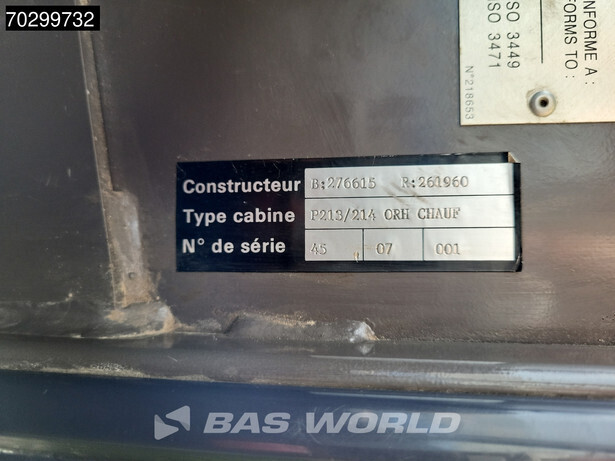 70299732
ONFORME A :
FORMS TO :
SO 3449
SO 3471
N°218653
Constructeur B:276615 R:261960
Type cabine P213/214 ORH CHAUF
N° de série 45 07 001
BAS WORLD